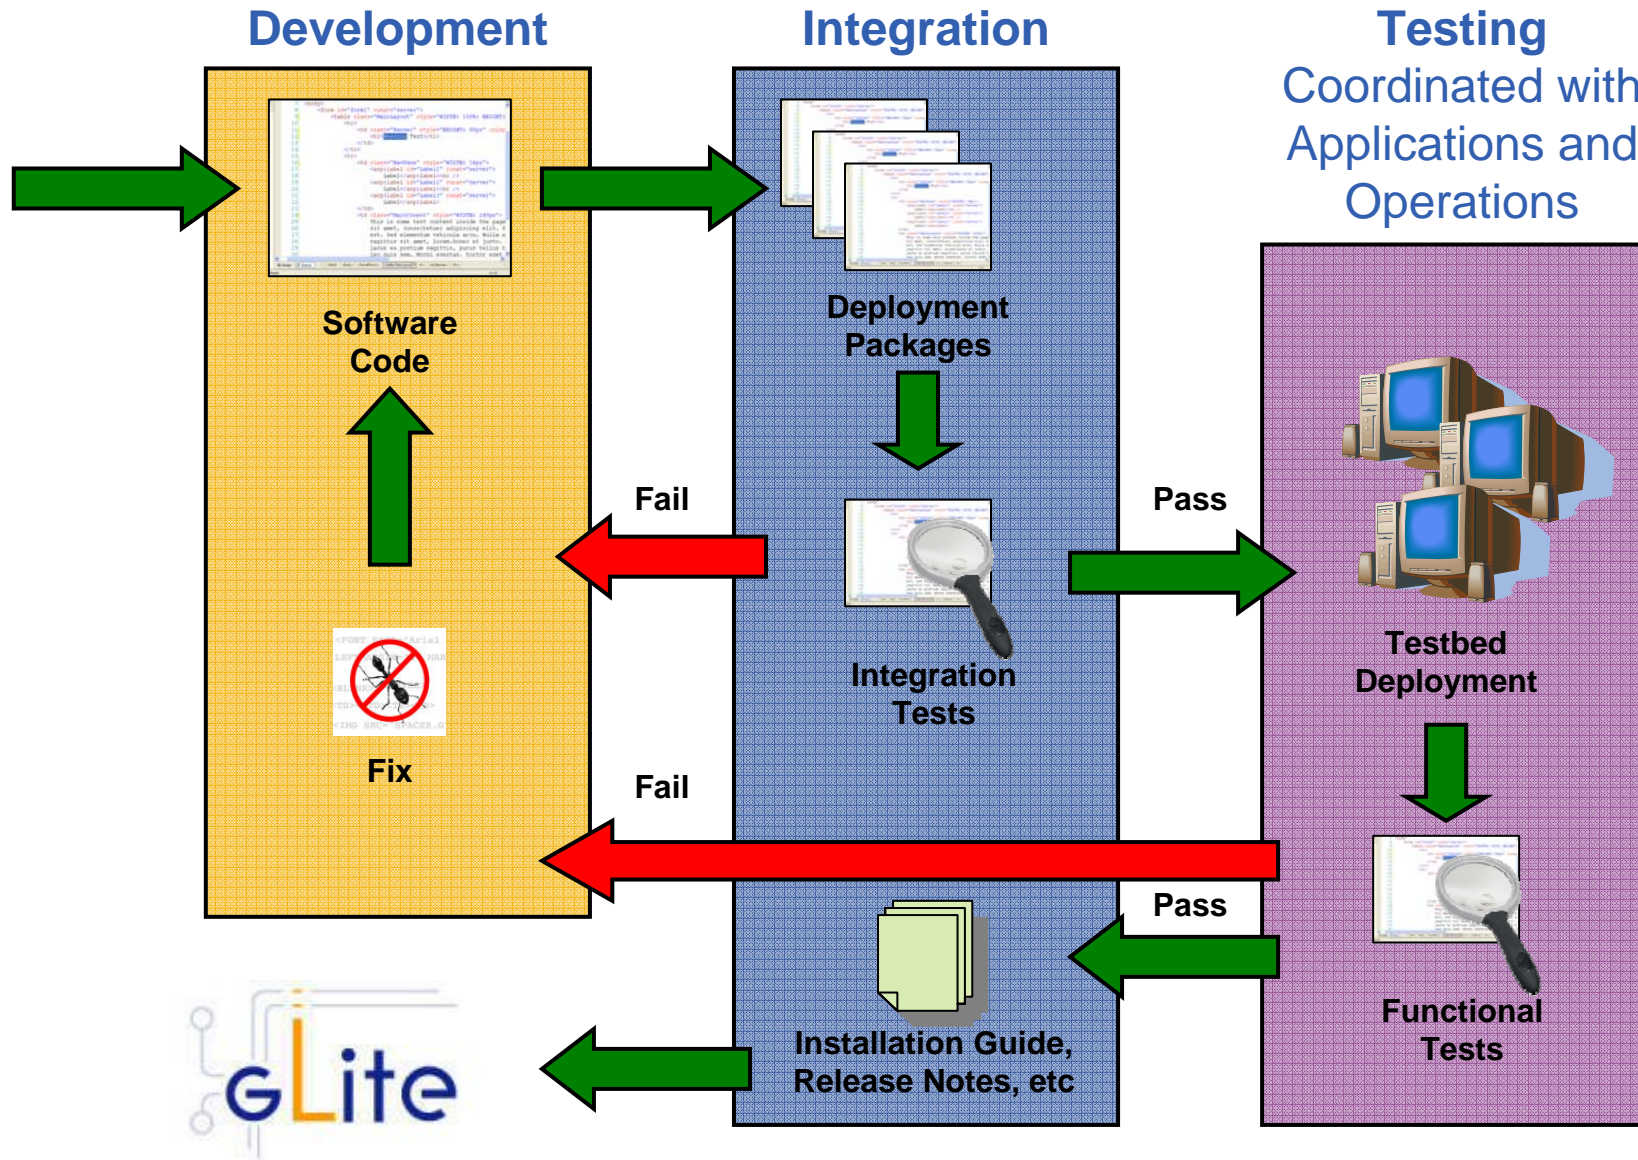 Development
Integration
Testing
Coordinated with
Applications and
Operations
Software
Code
Deployment
Packages
Fail
Pass
Integration
Tests
Testbed
Deployment
Fix
Fail
Pass
Functional
Tests
Installation Guide,
Release Notes, etc
gLite